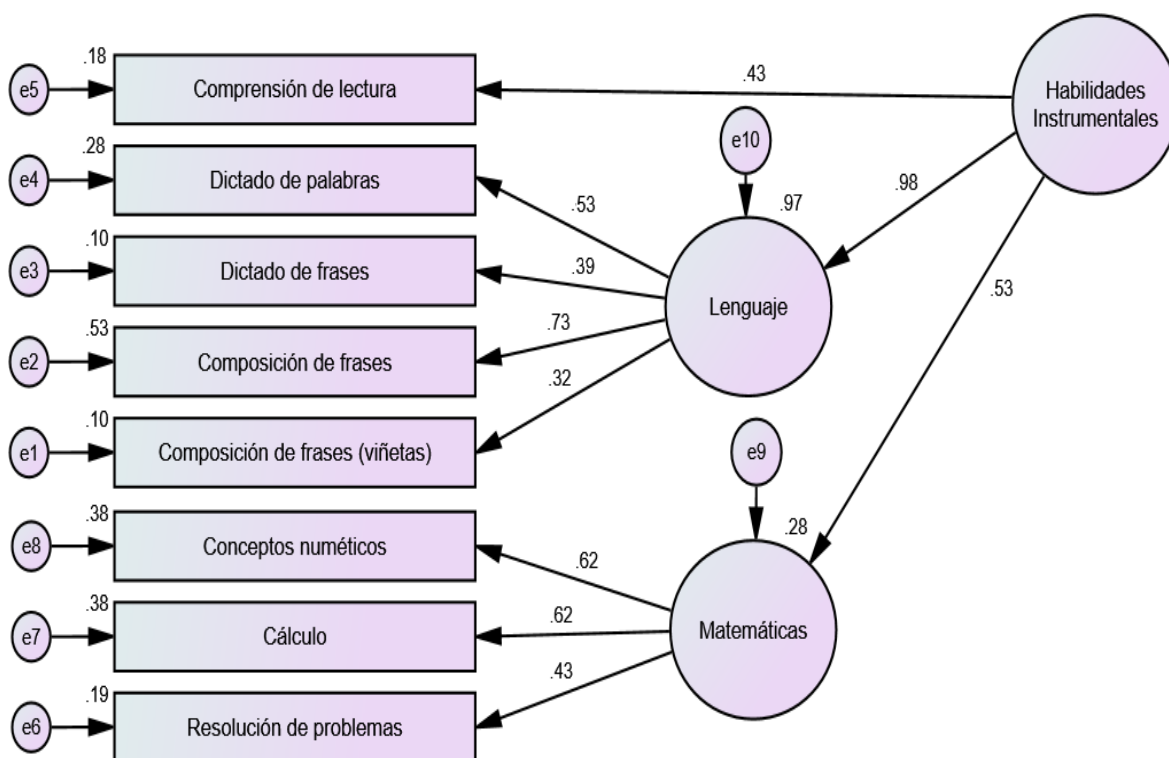 .18
e5
Comprensión de lectura
.43
Habilidades
Instrumentales
.28
e4
Dictado de palabras
e10
.98
.53
.97
.10
e3
Dictado de frases
.39
Lenguaje
.53
.53
e2
Composición de frases
.73
.32
.10
e1
Composición de frases (viñetas)
e9
.38
e8
Conceptos numéticos
.62
.28
.38
e7
Cálculo
.62
Matemáticas
.43
.19
e6
Resolución de problemas